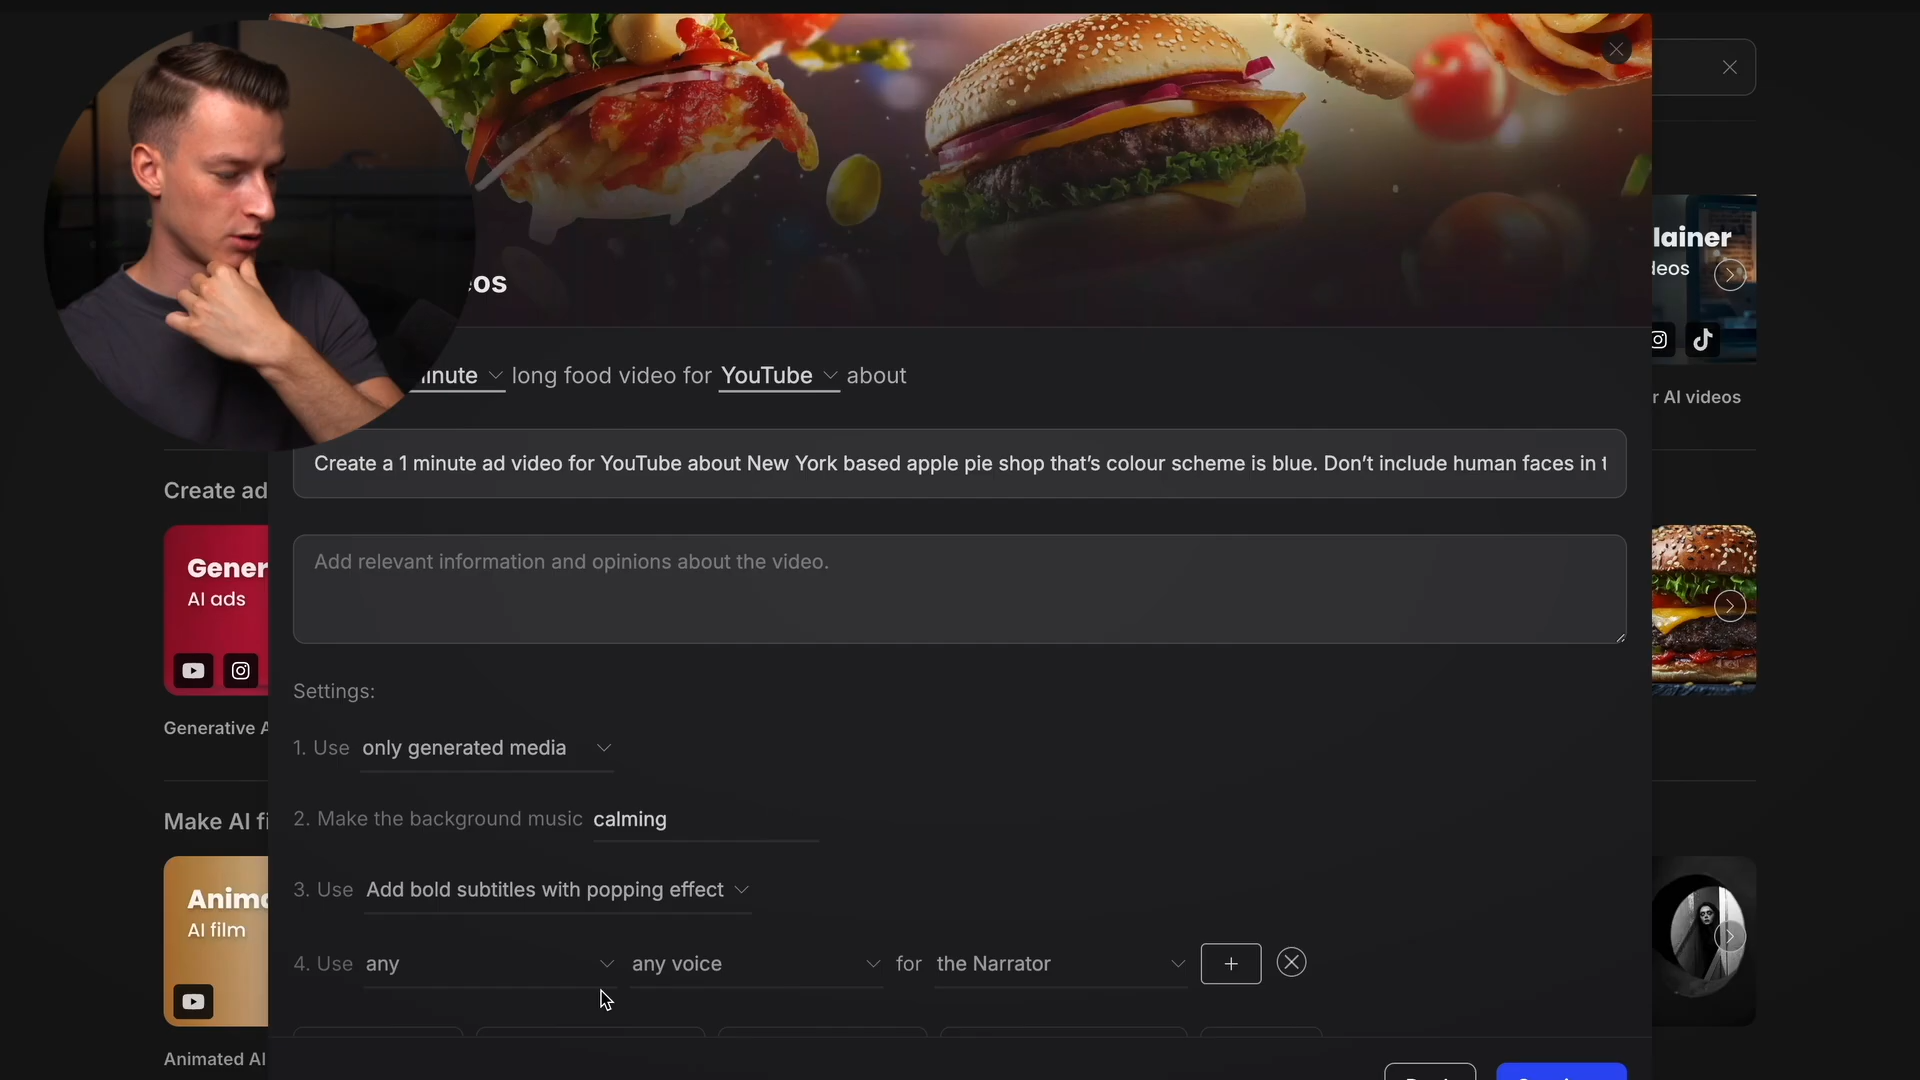 eos
inute long food video for YouTube about
Create a 1 minute ad video for YouTube about New York based apple pie shop that's colour scheme is blue. Don't include human faces in t
Add relevant information and opinions about the video.
Settings:
1. Use only generated media
2. Make the background music calming
3. Use Add bold subtitles with popping effect
4. Use any any voice for the Narrator +
Create ad
Gener
AI ads
Generative A
Make AI fi
Anima
AI film
Animated AI
lainer
deos
r AI videos